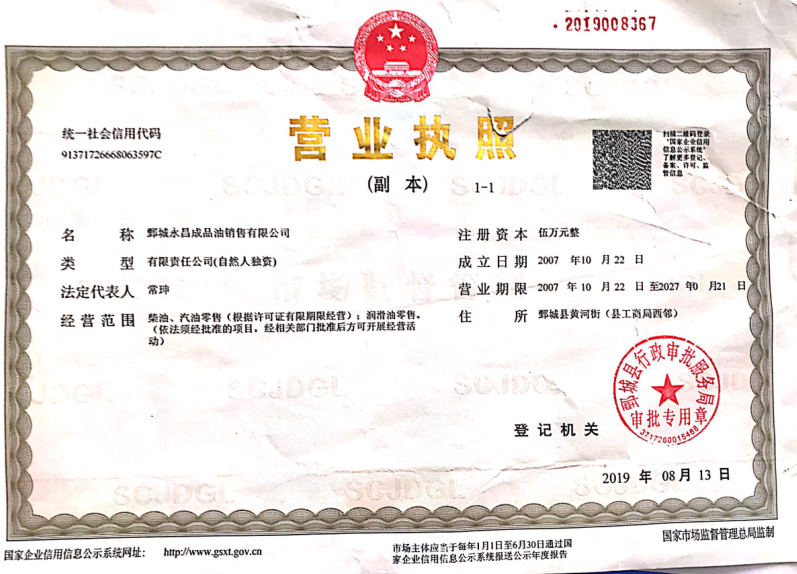 ·2019008367
统一社会信用代码
91371726668063597C
营业执照
(副 本) 1-1
扫描二维码登录
"国家企业信用
信息公示系统"
了解更多登记、
备案、许可、监
管信息
名 称 鄄城永昌成品油销售有限公司
类 型 有限责任公司(自然人独资)
法定代表人 常珅
经营范围 柴油、汽油零售(根据许可证有限期限经营);润滑油零售。
(依法须经批准的项目,经相关部门批准后方可开展经营活
动)
注册资本 伍万元整
成立日期 2007 年10 月 22 日
营业期限 2007 年 10 月 22 日 至2027 年 月21 日
住 所 鄄城县黄河街(县工商局西邻)
鄄城县行政审批服务局
审批专用章
3717260015468
登记机关
2019 年 08月 13 日
SCJDGL
国家企业信用信息公示系统网址: http://www.gsxt.gov.cn
市场主体应当于每年1月1日至6月30日通过国
家企业信用信息公示系统报送公示年度报告
国家市场监督管理总局监制